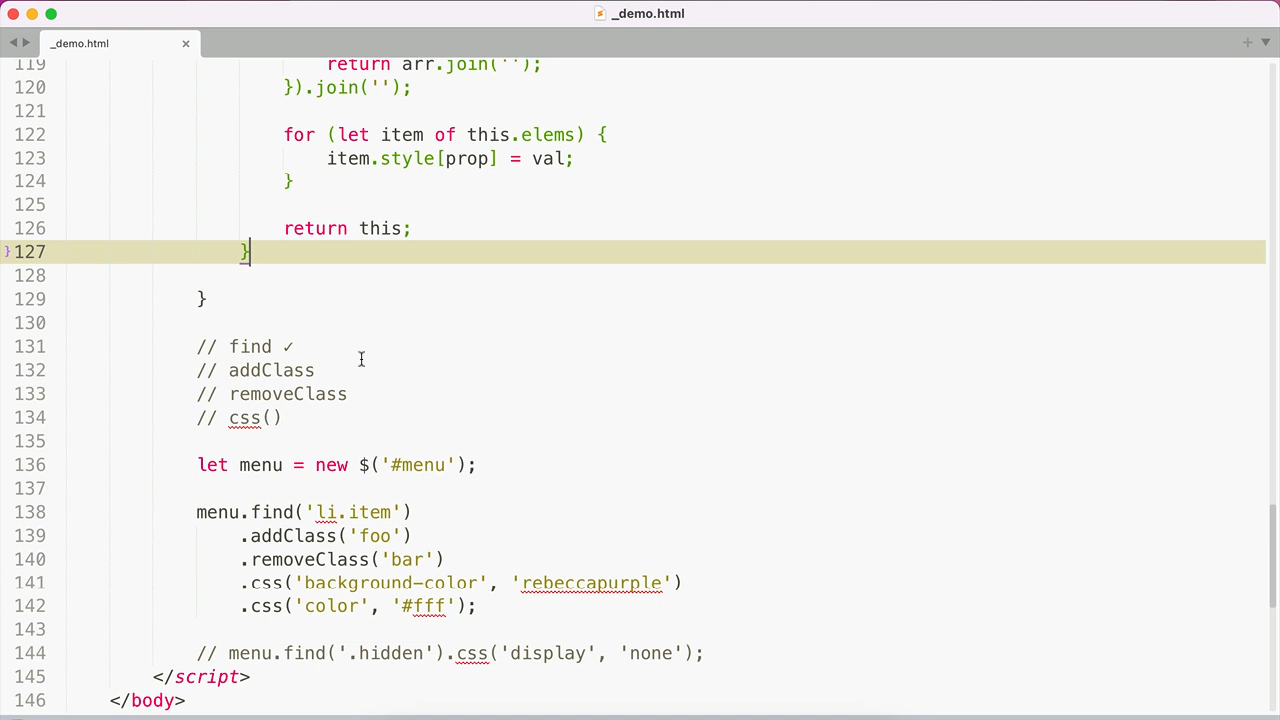 _demo.html
_demo.html
119 return arr.join('');
120 }).join('');
121
122 for (let item of this.elems) {
123 item.style[prop] = val;
124 }
125
126 return this;
} 127 }
128
129 }
130
131 // find ✓
132 // addClass
133 // removeClass
134 // css()
135
136 let menu = new $('#menu');
137
138 menu.find('li.item')
139 .addClass('foo')
140 .removeClass('bar')
141 .css('background-color', 'rebeccapurple')
142 .css('color', '#fff');
143
144 // menu.find('.hidden').css('display', 'none');
145 </script>
146 </body>